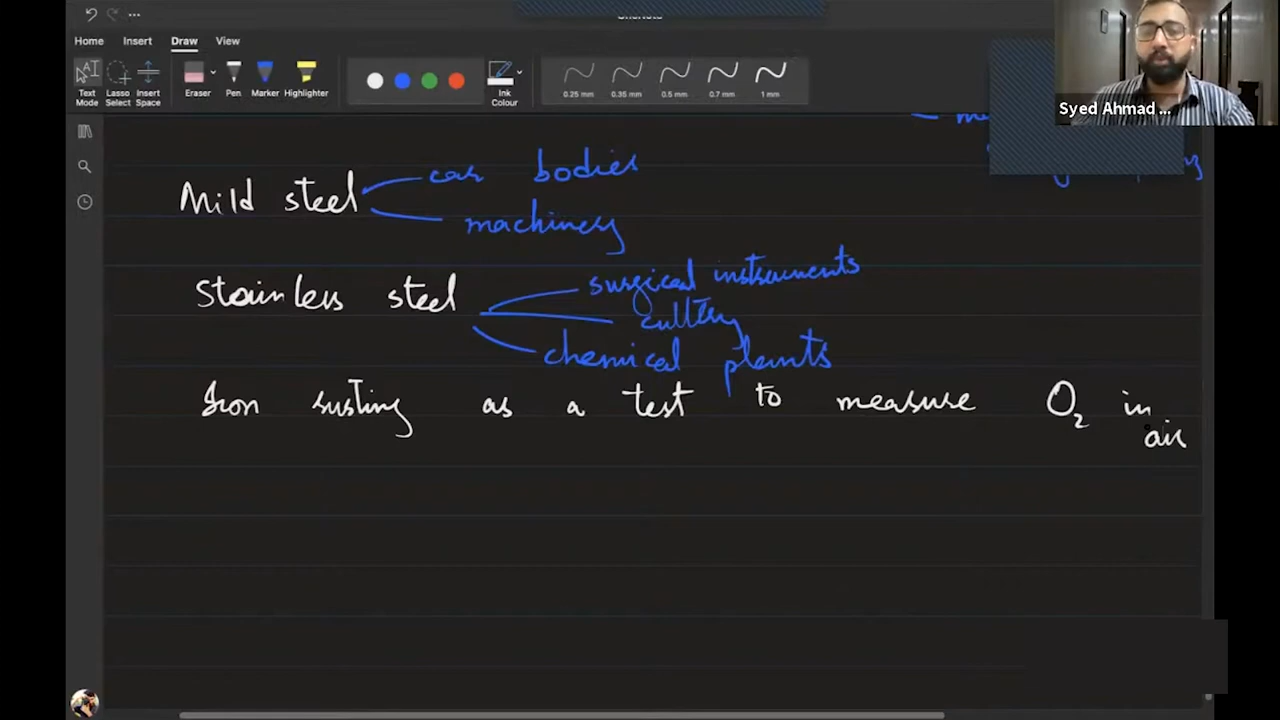 OneNote
Home Insert Draw View
Text Mode
Lasso Select
Insert Space
Eraser
Pen
Marker
Highlighter
Ink Colour
0.25 mm 0.35 mm 0.5 mm 0.7 mm 1 mm
Syed Ahmad ...
Mild steel
car bodies
machinery
Stainless steel
surgical instruments
cutlery
chemical plants
Iron rusting as a test to measure O₂ in
air